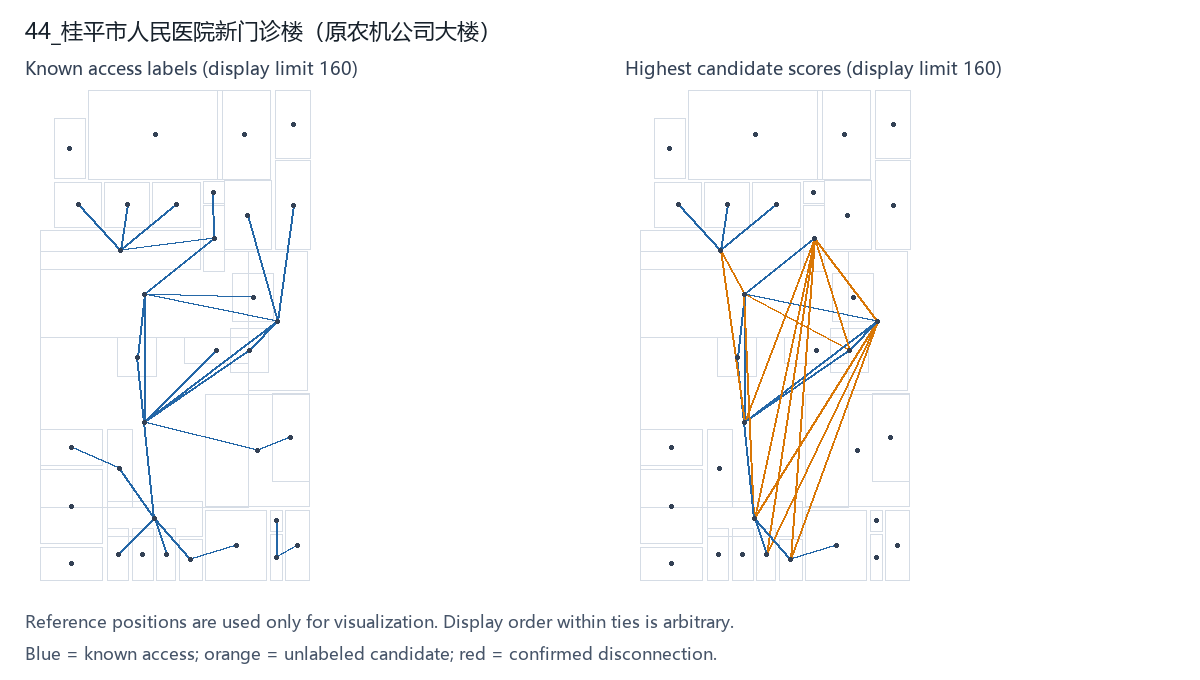 44_桂平市人民医院新门诊楼（原农机公司大楼）
Known access labels (display limit 160)
Highest candidate scores (display limit 160)
Reference positions are used only for visualization. Display order within ties is arbitrary.
Blue = known access; orange = unlabeled candidate; red = confirmed disconnection.